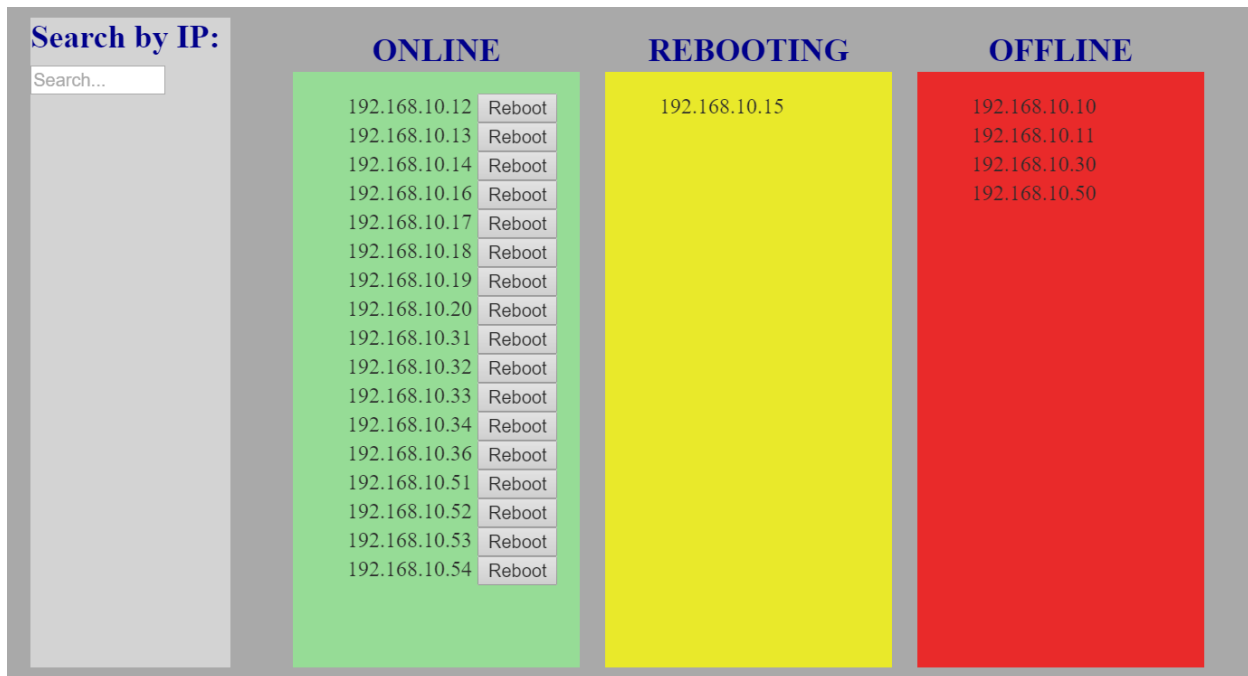 Search by IP:
Search...
ONLINE
192.168.10.12 Reboot
192.168.10.13 Reboot
192.168.10.14 Reboot
192.168.10.16 Reboot
192.168.10.17 Reboot
192.168.10.18 Reboot
192.168.10.19 Reboot
192.168.10.20 Reboot
192.168.10.31 Reboot
192.168.10.32 Reboot
192.168.10.33 Reboot
192.168.10.34 Reboot
192.168.10.36 Reboot
192.168.10.51 Reboot
192.168.10.52 Reboot
192.168.10.53 Reboot
192.168.10.54 Reboot
REBOOTING
192.168.10.15
OFFLINE
192.168.10.10
192.168.10.11
192.168.10.30
192.168.10.50